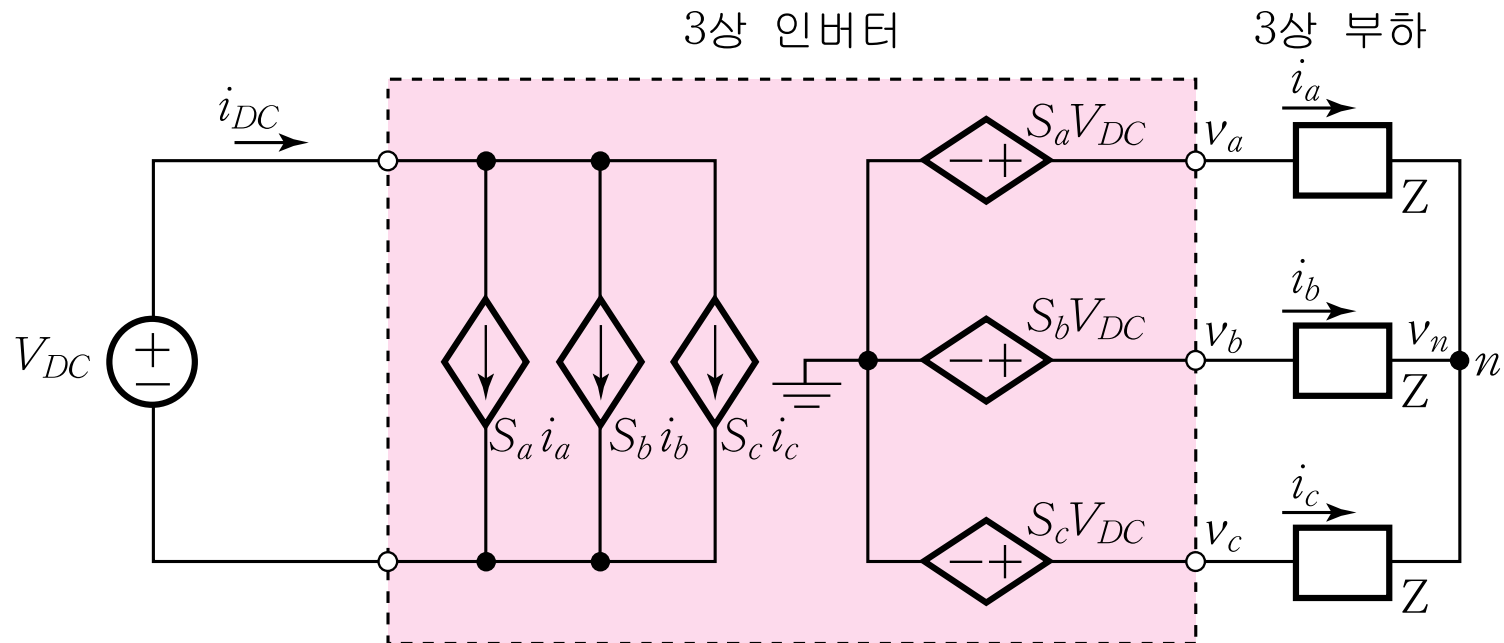 3상 인버터
3상 부하
i_DC
S_aV_DC
v_a
i_a
Z
V_DC
S_a i_a
S_b i_b
S_c i_c
S_bV_DC
v_b
i_b
v_n
n
Z
S_cV_DC
v_c
i_c
Z